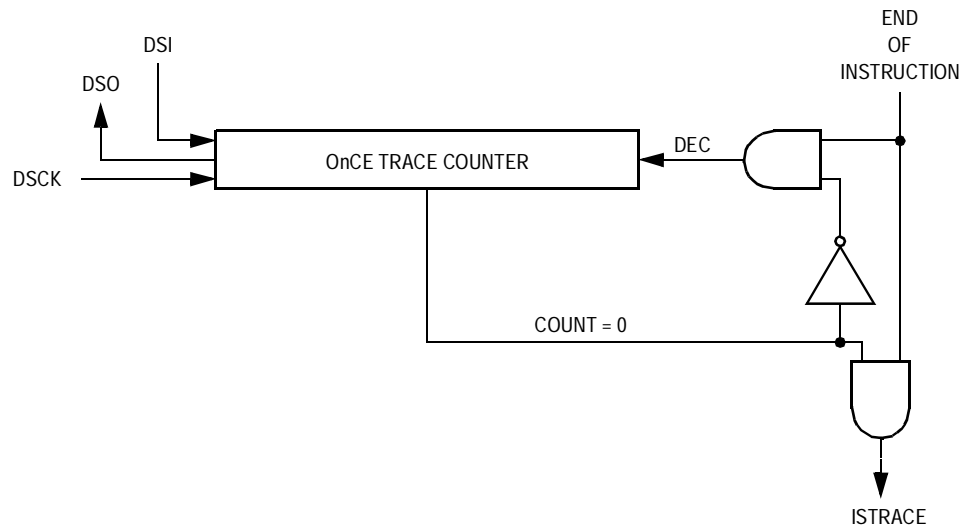 END
OF
INSTRUCTION
DSI
DSO
DEC
OnCE TRACE COUNTER
DSCK
COUNT = 0
ISTRACE